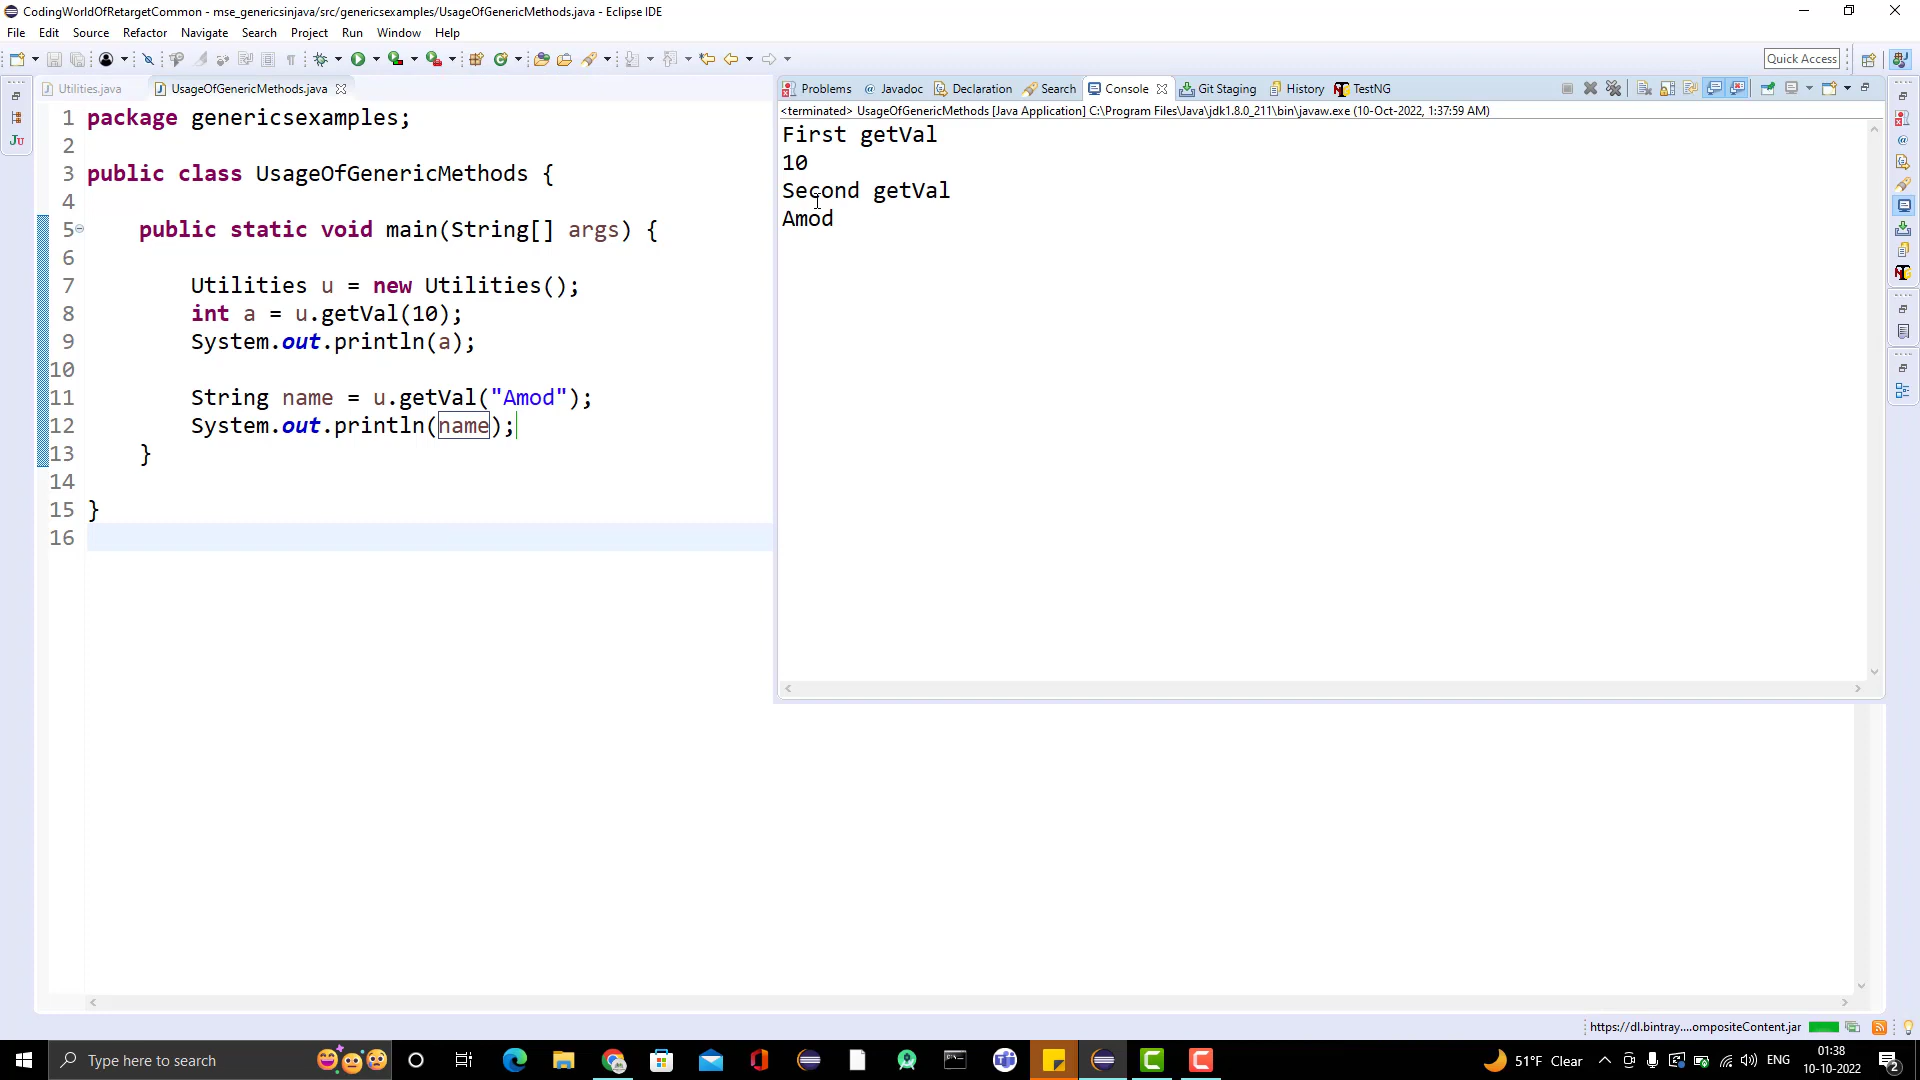 CodingWorldOfRetargetCommon - mse_genericsinjava/src/genericsexamples/UsageOfGenericMethods.java - Eclipse IDE
File Edit Source Refactor Navigate Search Project Run Window Help
Quick Access
Utilities.java UsageOfGenericMethods.java
1 package genericsexamples;
2
3 public class UsageOfGenericMethods {
4
5 public static void main(String[] args) {
6
7 Utilities u = new Utilities();
8 int a = u.getVal(10);
9 System.out.println(a);
10
11 String name = u.getVal("Amod");
12 System.out.println(name);
13 }
14
15 }
16
Problems Javadoc Declaration Search Console Git Staging History TestNG
<terminated> UsageOfGenericMethods [Java Application] C:\Program Files\Java\jdk1.8.0_211\bin\javaw.exe (10-Oct-2022, 1:37:59 AM)
First getVal
10
Second getVal
Amod
https://dl.bintray....ompositeContent.jar
Type here to search
51°F Clear
ENG
01:38
10-10-2022
2